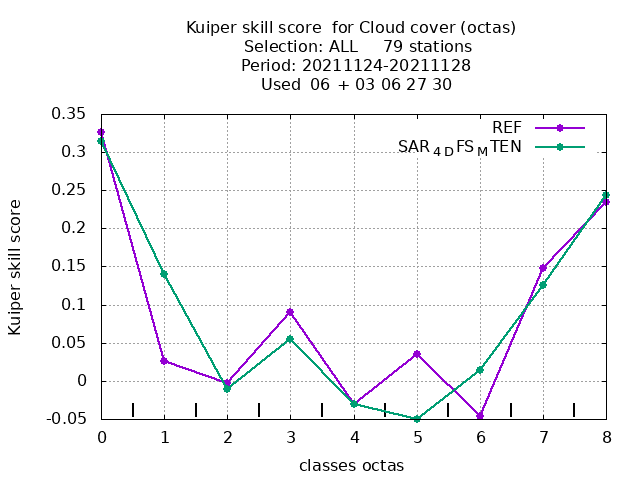 Kuiper skill score  for Cloud cover (octas)
Selection: ALL     79 stations
Period: 20211124-20211128
Used  06  + 03 06 27 30
REF
SAR4DFSMTEN
0.35
0.3
0.25
0.2
0.15
0.1
0.05
0
-0.05
Kuiper skill score
0 1 2 3 4 5 6 7 8
classes octas